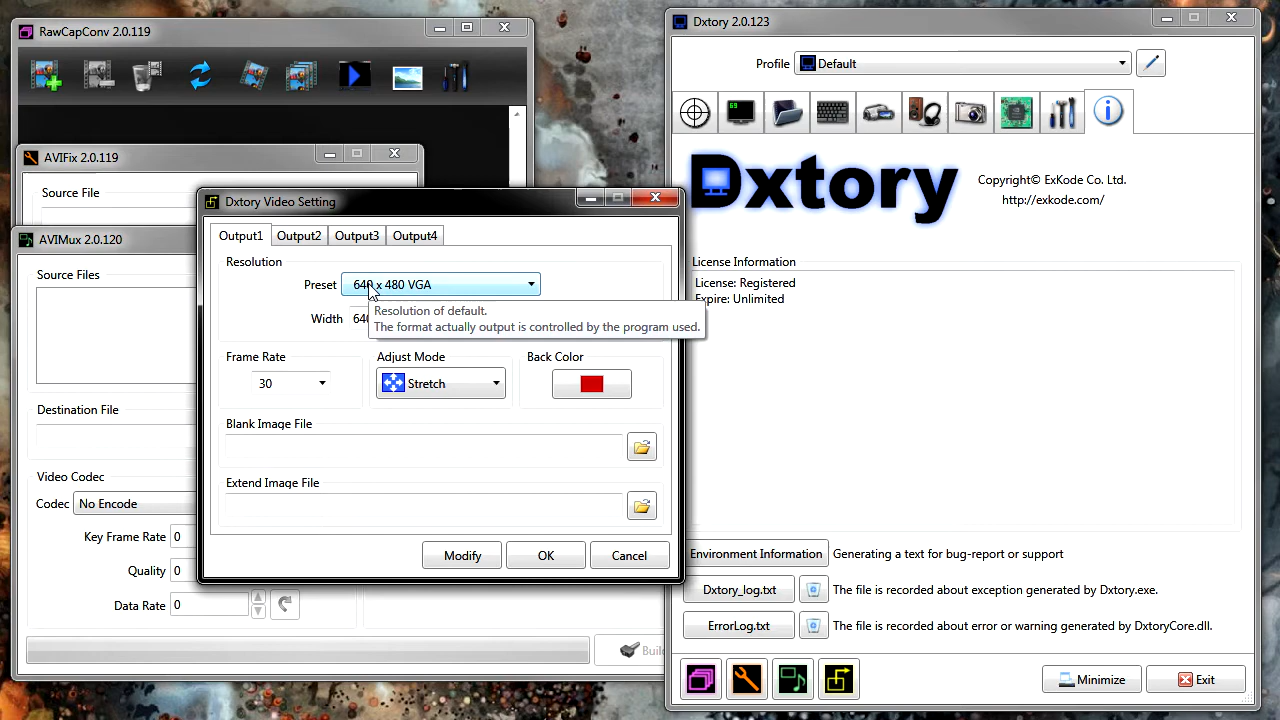 RawCapConv 2.0.119
AVIFix 2.0.119
Source File
AVIMux 2.0.120
Source Files
Destination File
Video Codec
Codec No Encode
Key Frame Rate 0
Quality 0
Data Rate 0
Build
Dxtory Video Setting
Output1 Output2 Output3 Output4
Resolution
Preset 640 x 480 VGA
Resolution of default.
The format actually output is controlled by the program used.
Width 640
Frame Rate Adjust Mode Back Color
30 Stretch
Blank Image File
Extend Image File
Modify OK Cancel
Dxtory 2.0.123
Profile Default
69
Dxtory
Copyright© ExKode Co. Ltd.
http://exkode.com/
License Information
License: Registered
Expire: Unlimited
Environment Information Generating a text for bug-report or support
Dxtory_log.txt The file is recorded about exception generated by Dxtory.exe.
ErrorLog.txt The file is recorded about error or warning generated by DxtoryCore.dll.
Minimize Exit